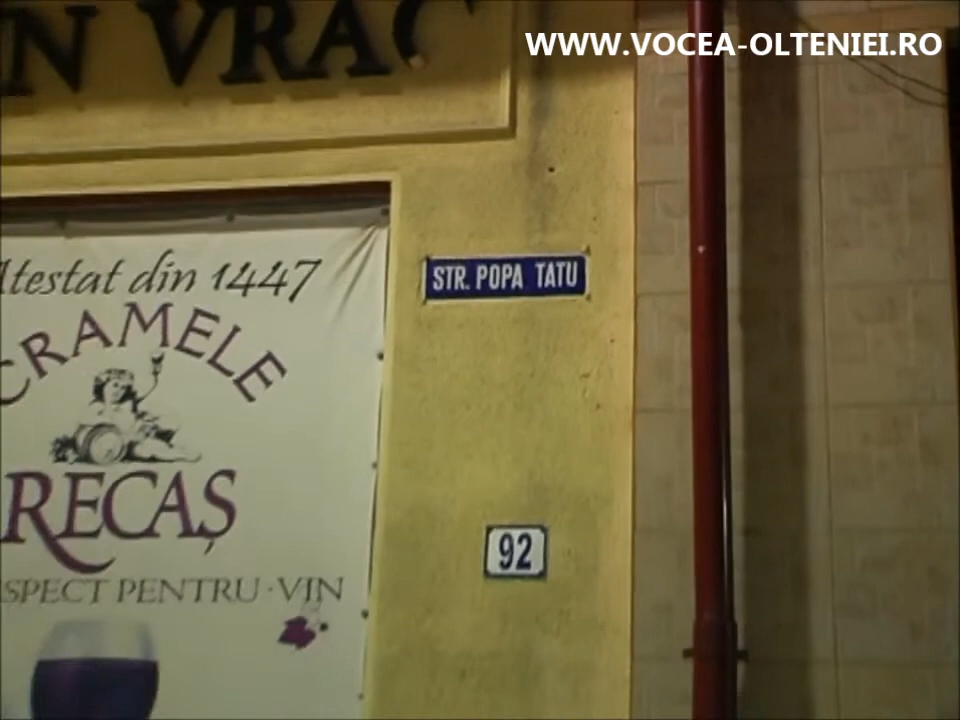 WWW.VOCEA-OLTENIEI.RO
N VRAC
Atestat din 1447
CRAMELE
STR. POPA TATU
RECAȘ
92
SPECT PENTRU · VIN